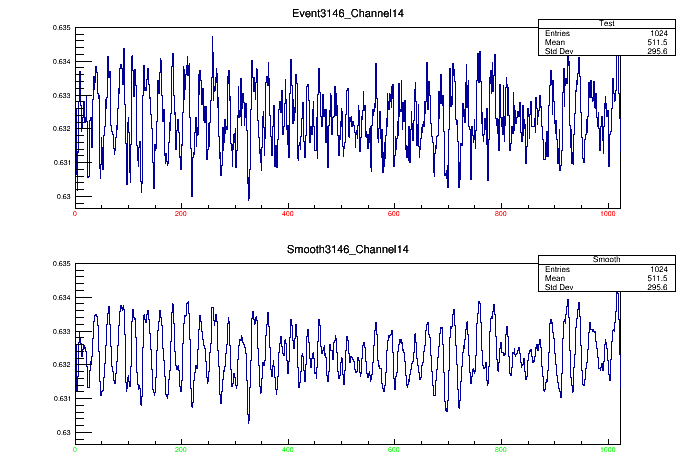 Event3146_Channel14
Test
Entries 1024
Mean 511.5
Std Dev 295.6
0.635
0.634
0.633
0.632
0.631
0.63
0 200 400 600 800 1000
Smooth3146_Channel14
Smooth
Entries 1024
Mean 511.5
Std Dev 295.6
0.635
0.634
0.633
0.632
0.631
0.63
0 200 400 600 800 1000